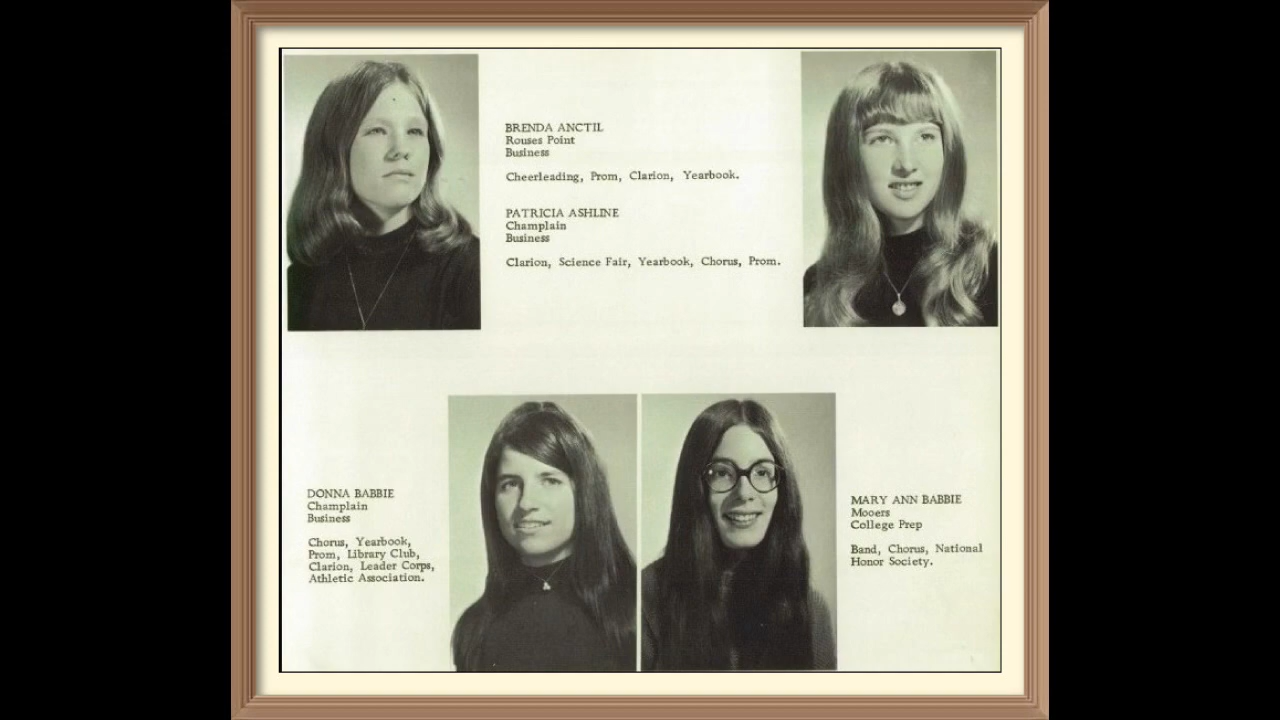 BRENDA ANCTIL
Rouses Point
Business
Cheerleading, Prom, Clarion, Yearbook.
PATRICIA ASHLINE
Champlain
Business
Clarion, Science Fair, Yearbook, Chorus, Prom.
DONNA BABBIE
Champlain
Business
Chorus, Yearbook,
Prom, Library Club,
Clarion, Leader Corps,
Athletic Association.
MARY ANN BABBIE
Mooers
College Prep
Band, Chorus, National
Honor Society.